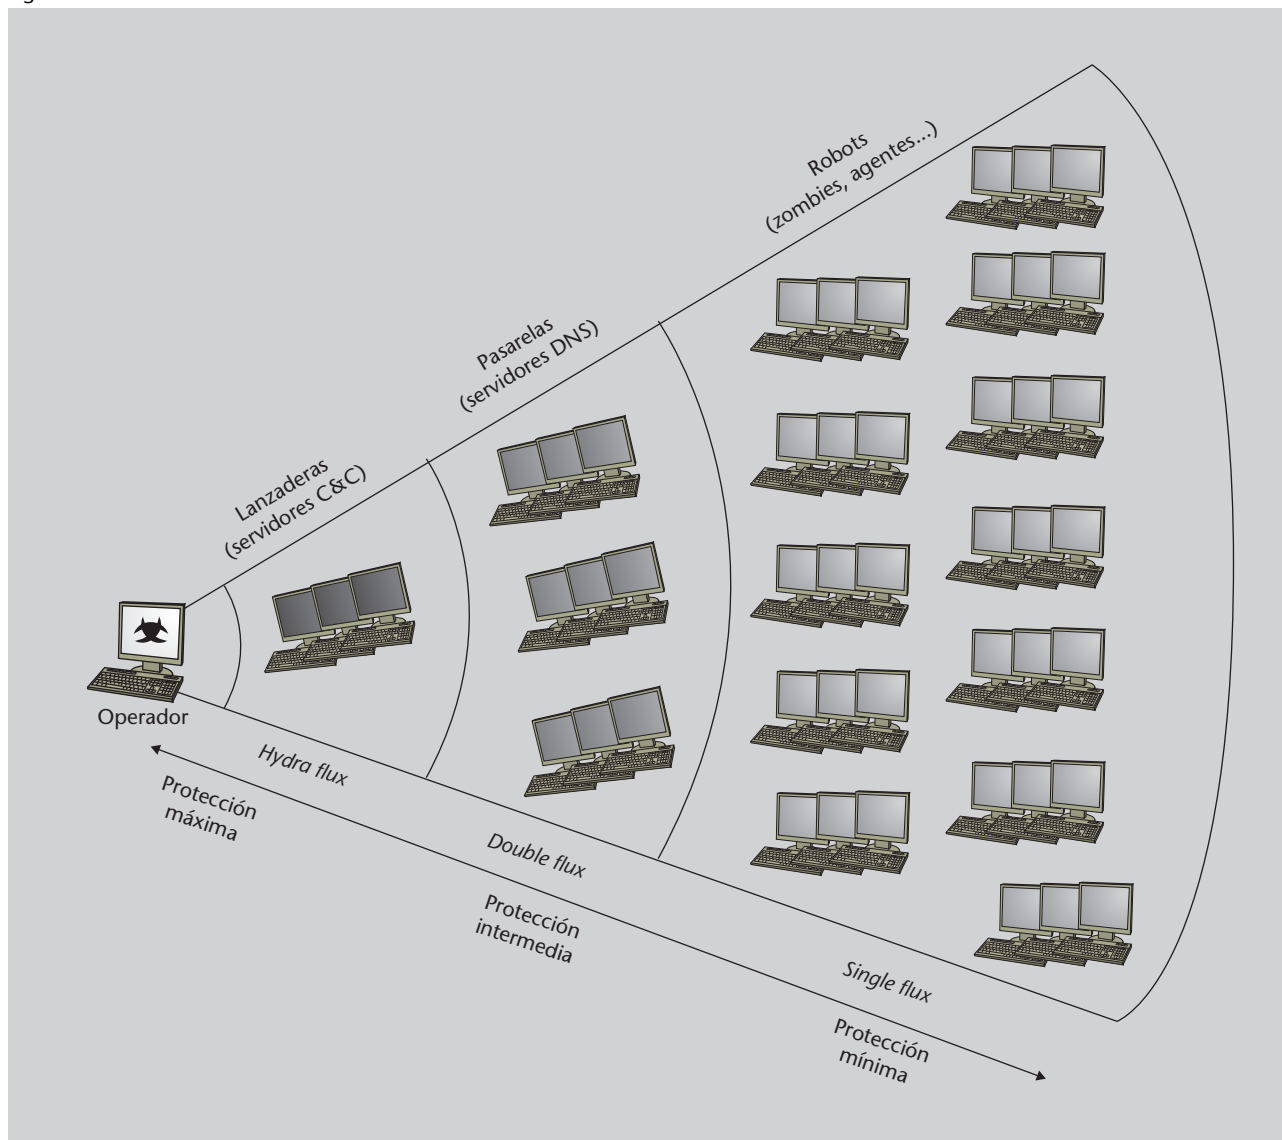 Robots
(zombies, agentes...)
Pasarelas
(servidores DNS)
Lanzaderas
(servidores C&C)
Operador
Hydra flux
Protección
máxima
Double flux
Protección
intermedia
Single flux
Protección
mínima